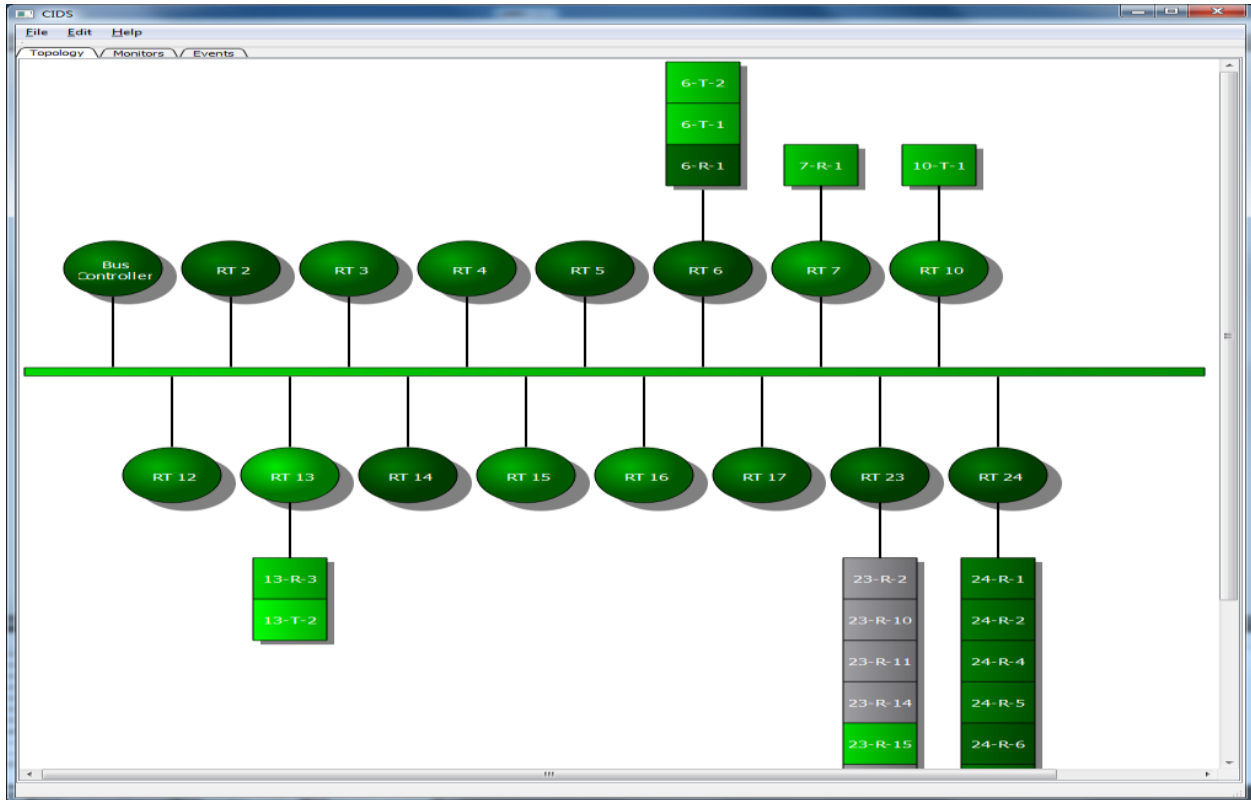 CIDS
File Edit Help
Topology Monitors Events
6-T-2
6-T-1
6-R-1
7-R-1
10-T-1
Bus
Controller
RT 2
RT 3
RT 4
RT 5
RT 6
RT 7
RT 10
RT 12
RT 13
RT 14
RT 15
RT 16
RT 17
RT 23
RT 24
13-R-3
13-T-2
23-R-2
23-R-10
23-R-11
23-R-14
23-R-15
24-R-1
24-R-2
24-R-4
24-R-5
24-R-6